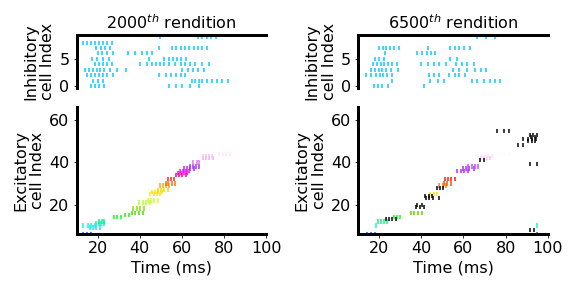 2000th rendition
6500th rendition
Inhibitory
cell Index
5
0
Inhibitory
cell Index
5
0
Excitatory
cell Index
60
40
20
Excitatory
cell Index
60
40
20
20 40 60 80 100
20 40 60 80 100
Time (ms)
Time (ms)